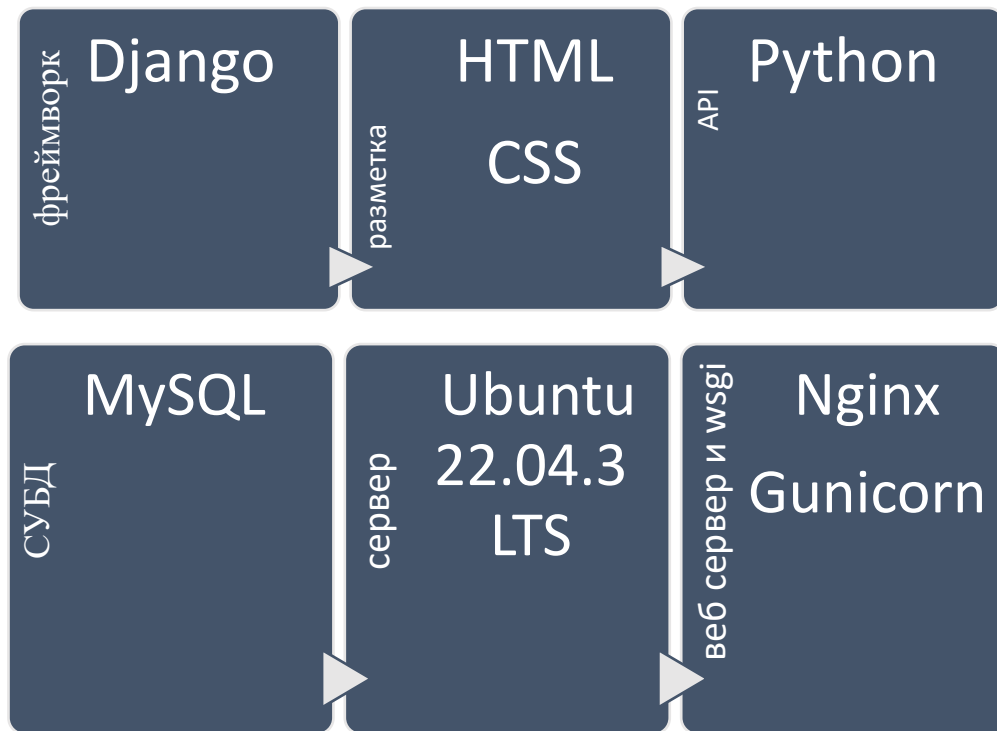 фреймворк
Django
разметка
HTML
CSS
API
Python
СУБД
MySQL
сервер
Ubuntu
22.04.3
LTS
веб сервер и wsgi
Nginx
Gunicorn